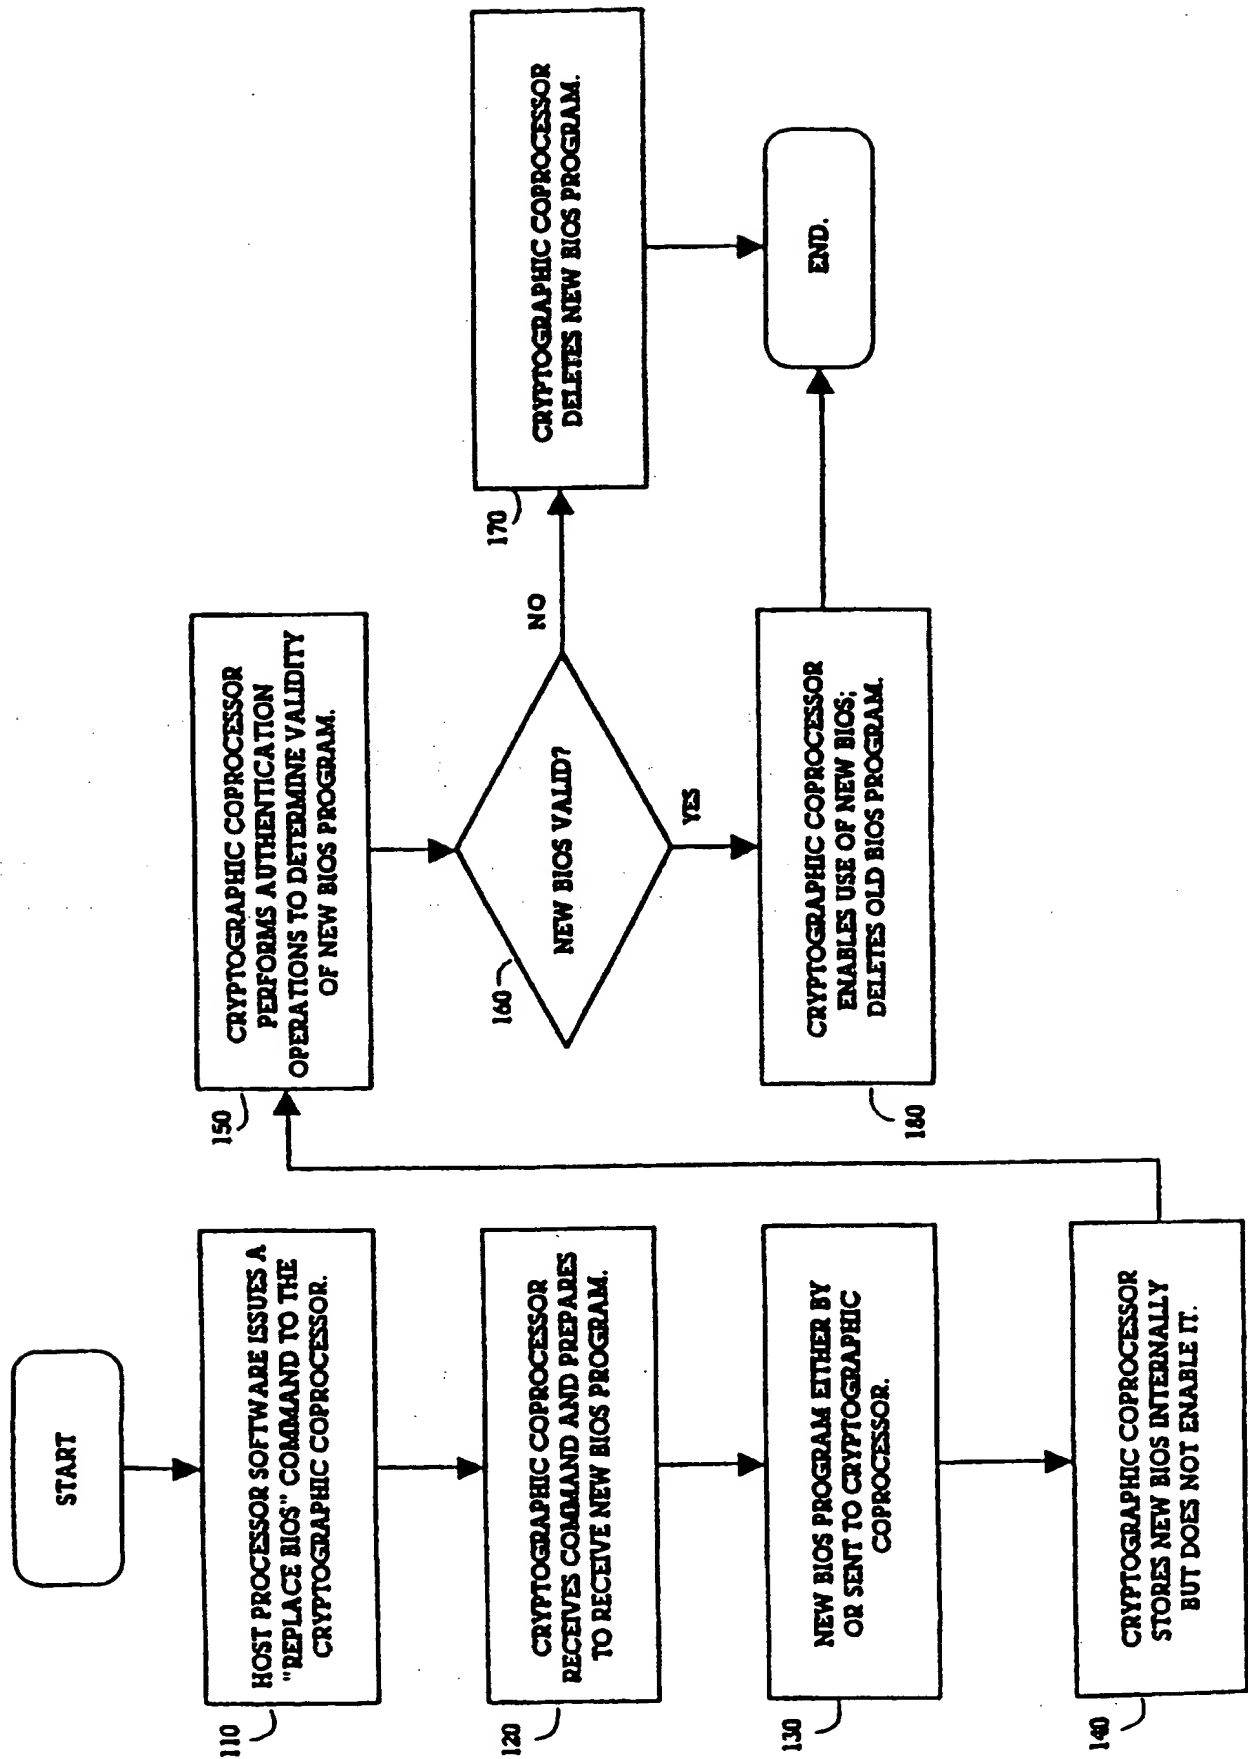 START
110
HOST PROCESSOR SOFTWARE ISSUES A
"REPLACE BIOS" COMMAND TO THE
CRYPTOGRAPHIC COPROCESSOR.
120
CRYPTOGRAPHIC COPROCESSOR
RECEIVES COMMAND AND PREPARES
TO RECEIVE NEW BIOS PROGRAM.
130
NEW BIOS PROGRAM EITHER BY
OR SENT TO CRYPTOGRAPHIC
COPROCESSOR.
140
CRYPTOGRAPHIC COPROCESSOR
STORES NEW BIOS INTERNALLY
BUT DOES NOT ENABLE IT.
150
CRYPTOGRAPHIC COPROCESSOR
PERFORMS AUTHENTICATION
OPERATIONS TO DETERMINE VALIDITY
OF NEW BIOS PROGRAM.
160
NEW BIOS VALID?
NO
YES
170
CRYPTOGRAPHIC COPROCESSOR
DELETES NEW BIOS PROGRAM.
180
CRYPTOGRAPHIC COPROCESSOR
ENABLES USE OF NEW BIOS;
DELETES OLD BIOS PROGRAM.
END.